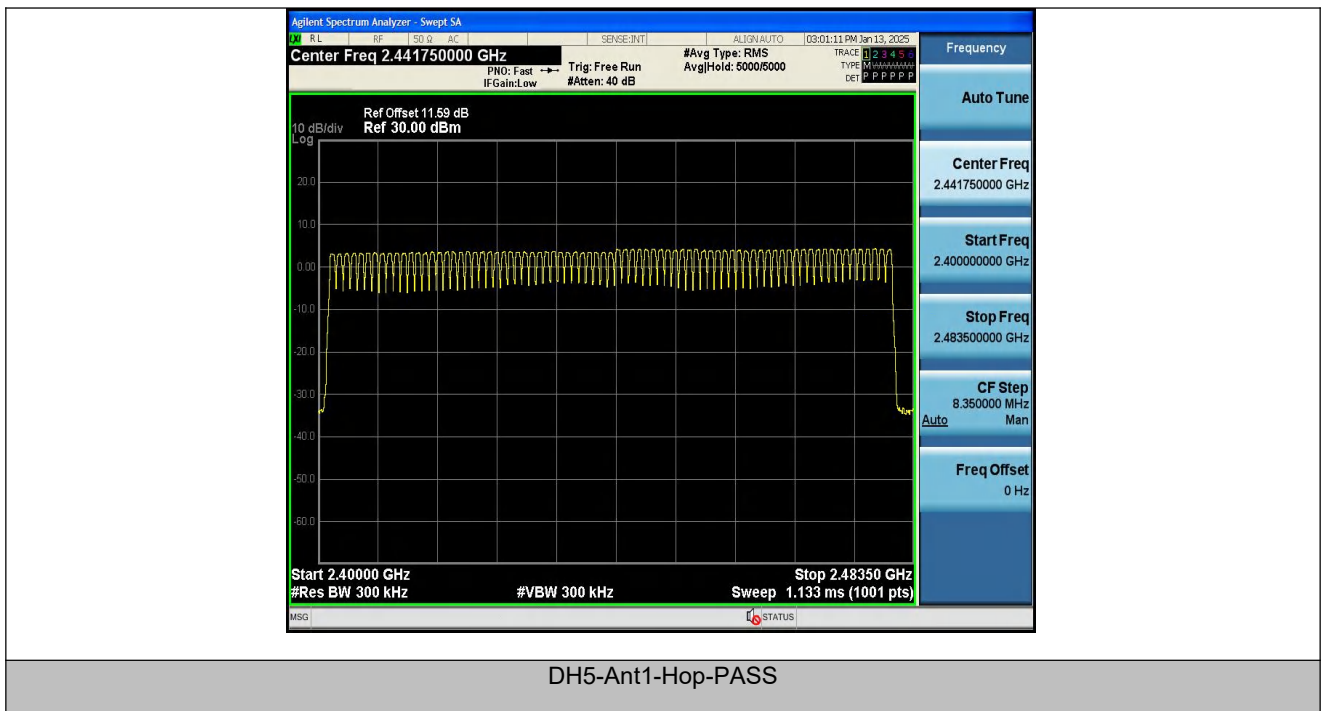 Agilent Spectrum Analyzer - Swept SA
LXI RL RF 50 Ω AC SENSE:INT ALIGN AUTO 03:01:11 PM Jan 13, 2025
Center Freq 2.441750000 GHz
PNO: Fast
IFGain:Low
Trig: Free Run
#Atten: 40 dB
#Avg Type: RMS
Avg|Hold: 5000/5000
TRACE 1 2 3 4 5 6
TYPE M
DET P P P P P P
Ref Offset 11.59 dB
10 dB/div Ref 30.00 dBm
Log
20.0
10.0
0.00
-10.0
-20.0
-30.0
-40.0
-50.0
-60.0
Start 2.40000 GHz Stop 2.48350 GHz
#Res BW 300 kHz #VBW 300 kHz Sweep 1.133 ms (1001 pts)
MSG STATUS
Frequency
Auto Tune
Center Freq
2.441750000 GHz
Start Freq
2.400000000 GHz
Stop Freq
2.483500000 GHz
CF Step
8.350000 MHz
Auto Man
Freq Offset
0 Hz
DH5-Ant1-Hop-PASS